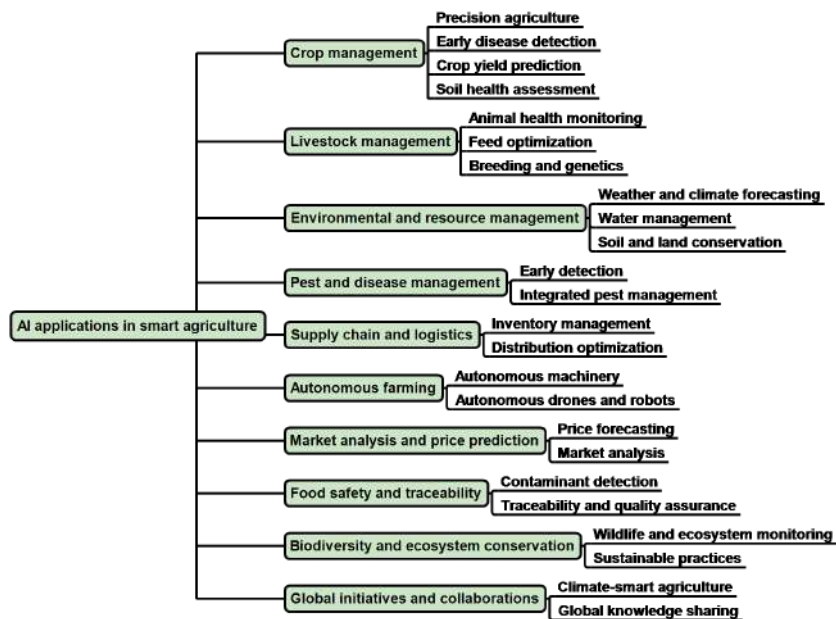 AI applications in smart agriculture
Crop management
Precision agriculture
Early disease detection
Crop yield prediction
Soil health assessment
Livestock management
Animal health monitoring
Feed optimization
Breeding and genetics
Environmental and resource management
Weather and climate forecasting
Water management
Soil and land conservation
Pest and disease management
Early detection
Integrated pest management
Supply chain and logistics
Inventory management
Distribution optimization
Autonomous farming
Autonomous machinery
Autonomous drones and robots
Market analysis and price prediction
Price forecasting
Market analysis
Food safety and traceability
Contaminant detection
Traceability and quality assurance
Biodiversity and ecosystem conservation
Wildlife and ecosystem monitoring
Sustainable practices
Global initiatives and collaborations
Climate-smart agriculture
Global knowledge sharing